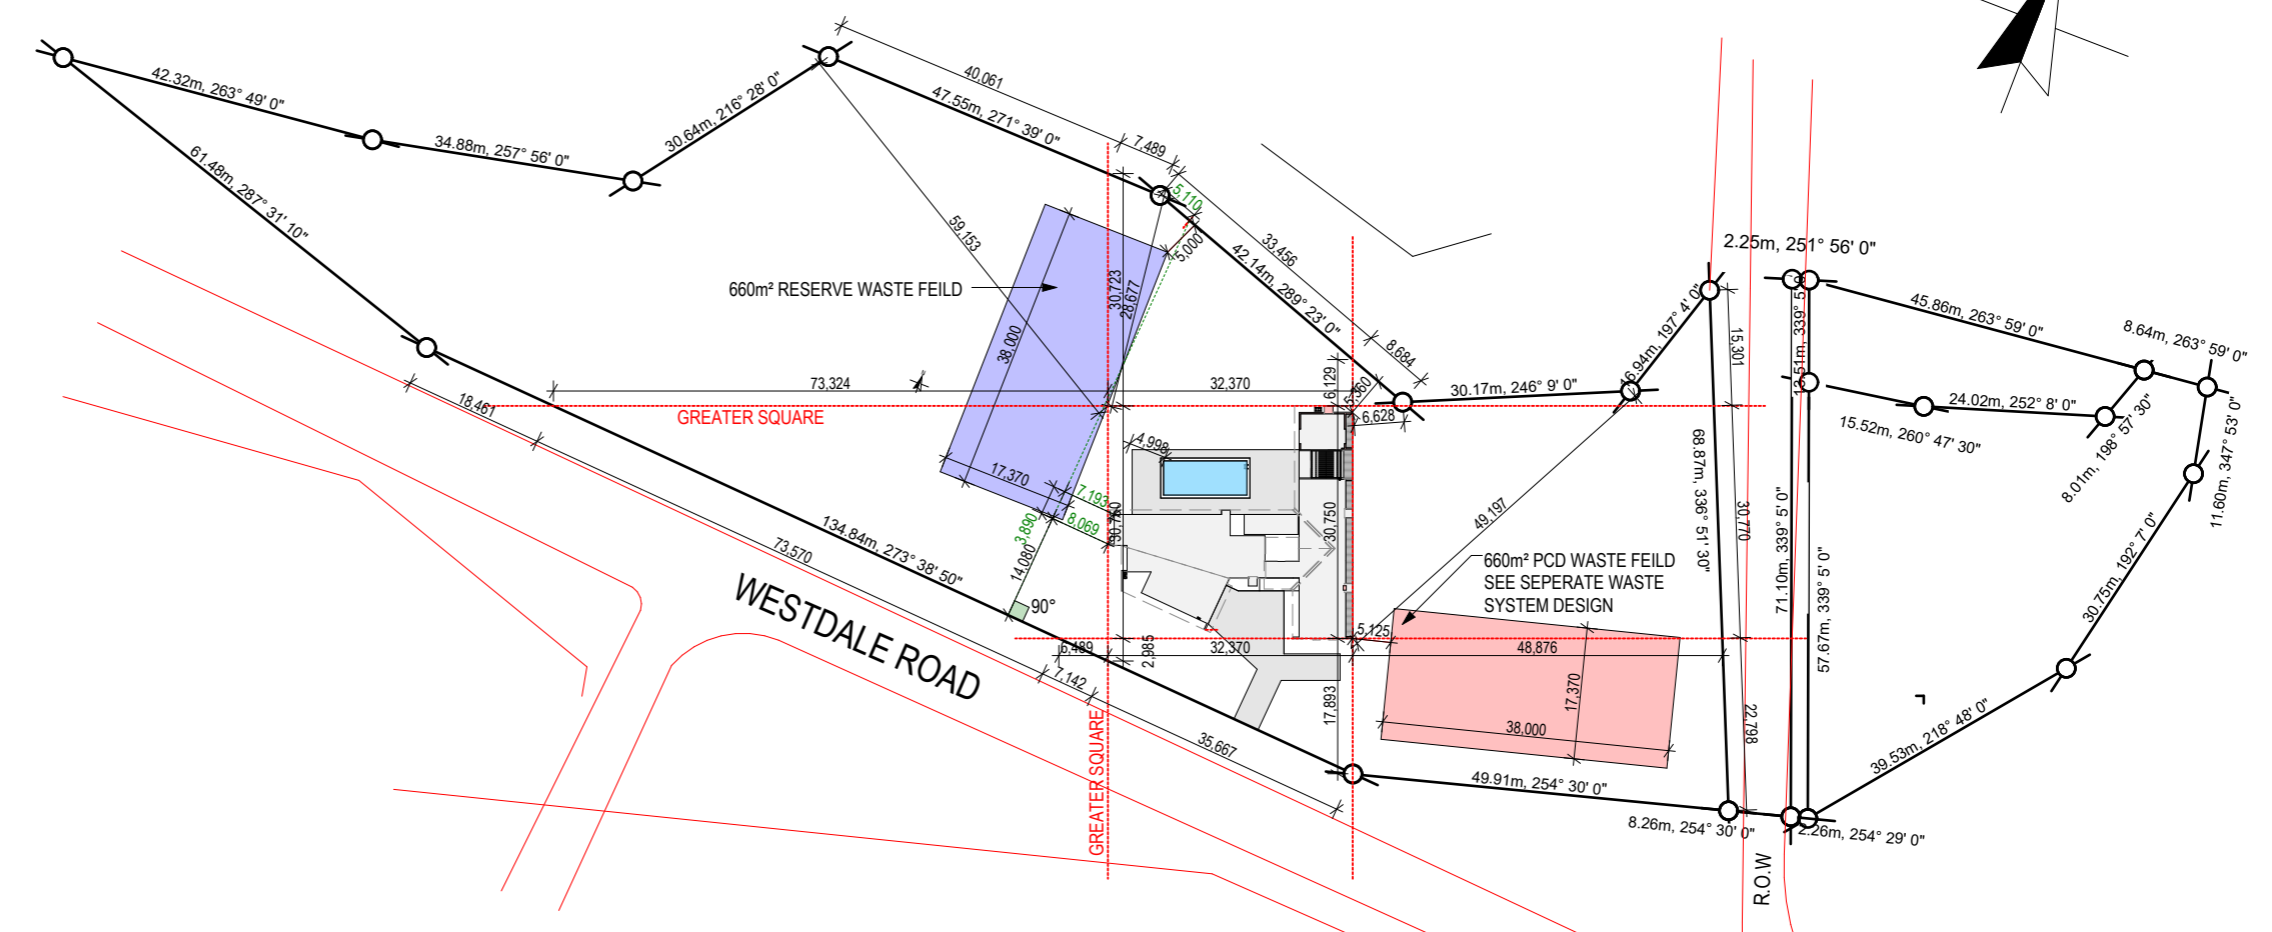 40,061
42.32m, 263° 49' 0"
30.64m, 216° 28' 0"
47.55m, 271° 39' 0"
34.88m, 257° 56' 0"
7,489
61.48m, 287° 31' 10"
5,110
59,153
5,000
33,456
42.14m, 289° 23' 0"
2.25m, 251° 56' 0"
45.86m, 263° 59' 0"
8.64m, 263° 59' 0"
660m² RESERVE WASTE FEILD
30,723
28,677
38,000
8,684
16.94m, 197° 4' 0"
15,301
73,324
32,370
6,129
5,360
30.17m, 246° 9' 0"
24.02m, 252° 8' 0"
18,461
GREATER SQUARE
6,628
15.52m, 260° 47' 30"
8.01m, 198° 57' 30"
11.60m, 347° 53' 0"
4,998
17,370
7,193
8,069
3,890
14,080
30,750
49,197
68.87m, 336° 51' 30"
30,770
71.10m, 339° 5' 0"
57.67m, 339° 5' 0"
30.75m, 192° 7' 0"
134.84m, 273° 38' 50"
73,570
660m² PCD WASTE FEILD
SEE SEPERATE WASTE
SYSTEM DESIGN
90°
WESTDALE ROAD
5,125
6,489
2,985
32,370
48,876
7,142
17,370
17,893
38,000
22,798
GREATER SQUARE
35,667
39.53m, 218° 48' 0"
49.91m, 254° 30' 0"
8.26m, 254° 30' 0"
2.26m, 254° 29' 0"
R.O.W